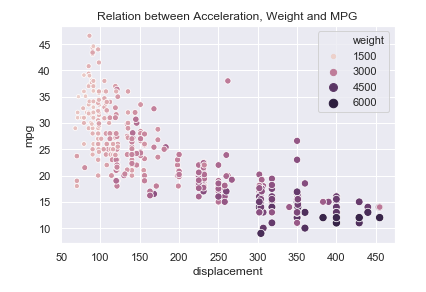 Relation between Acceleration, Weight and MPG
weight
1500
3000
4500
6000
45
40
35
30
25
20
15
10
mpg
50 100 150 200 250 300 350 400 450
displacement